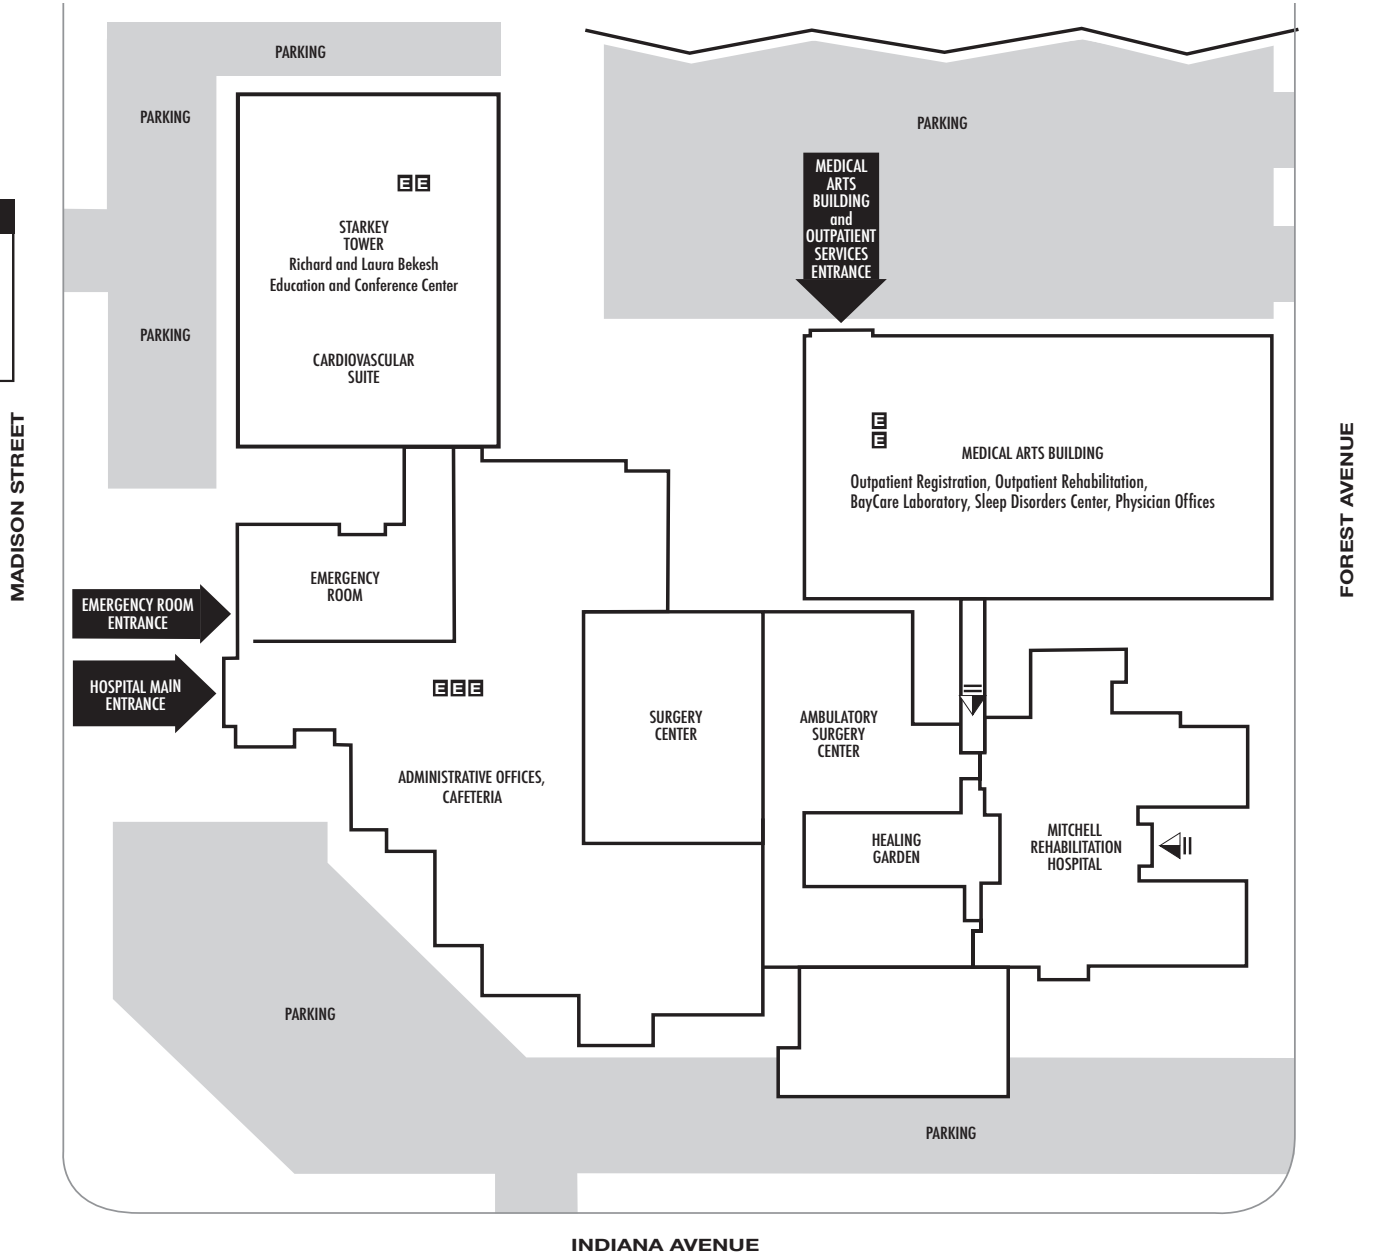 PARKING
PARKING
PARKING
MEDICAL
ARTS
BUILDING
and
OUTPATIENT
SERVICES
ENTRANCE
E E
STARKEY
TOWER
Richard and Laura Bekesh
Education and Conference Center
PARKING
CARDIOVASCULAR
SUITE
MADISON STREET
FOREST AVENUE
E
E
MEDICAL ARTS BUILDING
Outpatient Registration, Outpatient Rehabilitation,
BayCare Laboratory, Sleep Disorders Center, Physician Offices
EMERGENCY
ROOM
EMERGENCY ROOM
ENTRANCE
HOSPITAL MAIN
ENTRANCE
E E E
SURGERY
CENTER
AMBULATORY
SURGERY
CENTER
ADMINISTRATIVE OFFICES,
CAFETERIA
HEALING
GARDEN
MITCHELL
REHABILITATION
HOSPITAL
PARKING
PARKING
INDIANA AVENUE